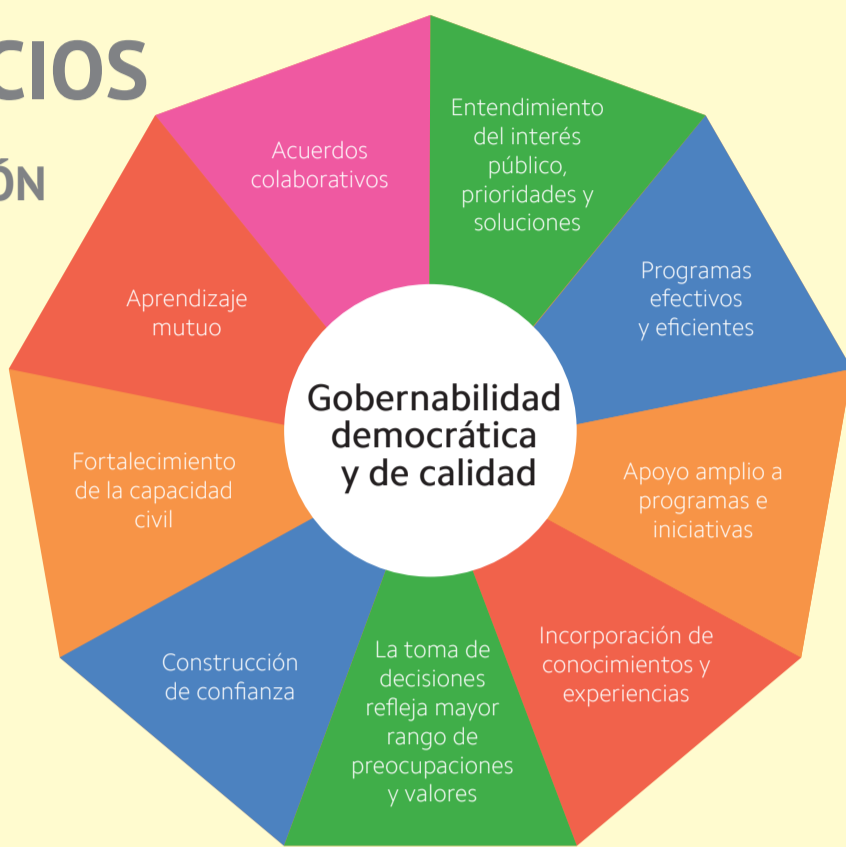 CIOS
ÓN
Acuerdos
colaborativos
Entendimiento
del interés
público,
prioridades y
soluciones
Programas
efectivos
y eficientes
Apoyo amplio a
programas e
iniciativas
Incorporación de
conocimientos y
experiencias
La toma de
decisiones
refleja mayor
rango de
preocupaciones
y valores
Construcción
de confianza
Fortalecimiento
de la capacidad
civil
Aprendizaje
mutuo
Gobernabilidad
democrática
y de calidad